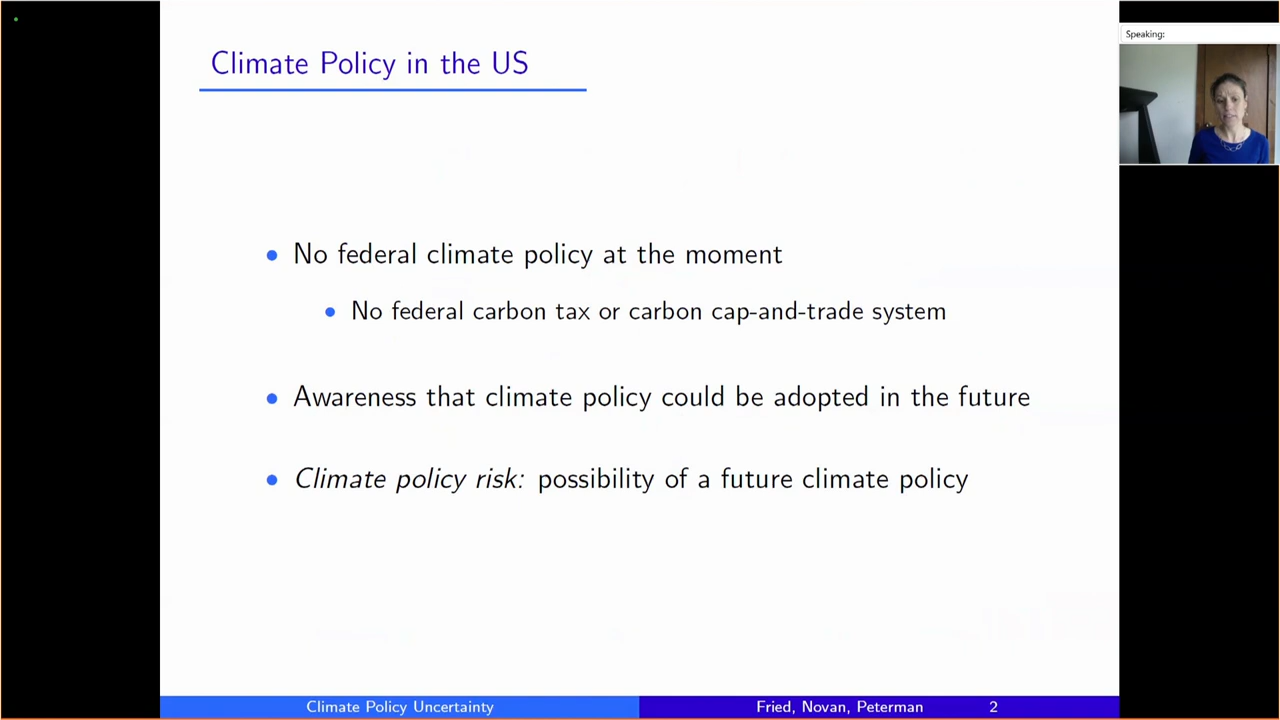 Climate Policy in the US
Speaking:
• No federal climate policy at the moment
• No federal carbon tax or carbon cap-and-trade system
• Awareness that climate policy could be adopted in the future
• Climate policy risk: possibility of a future climate policy
Climate Policy Uncertainty
Fried, Novan, Peterman 2